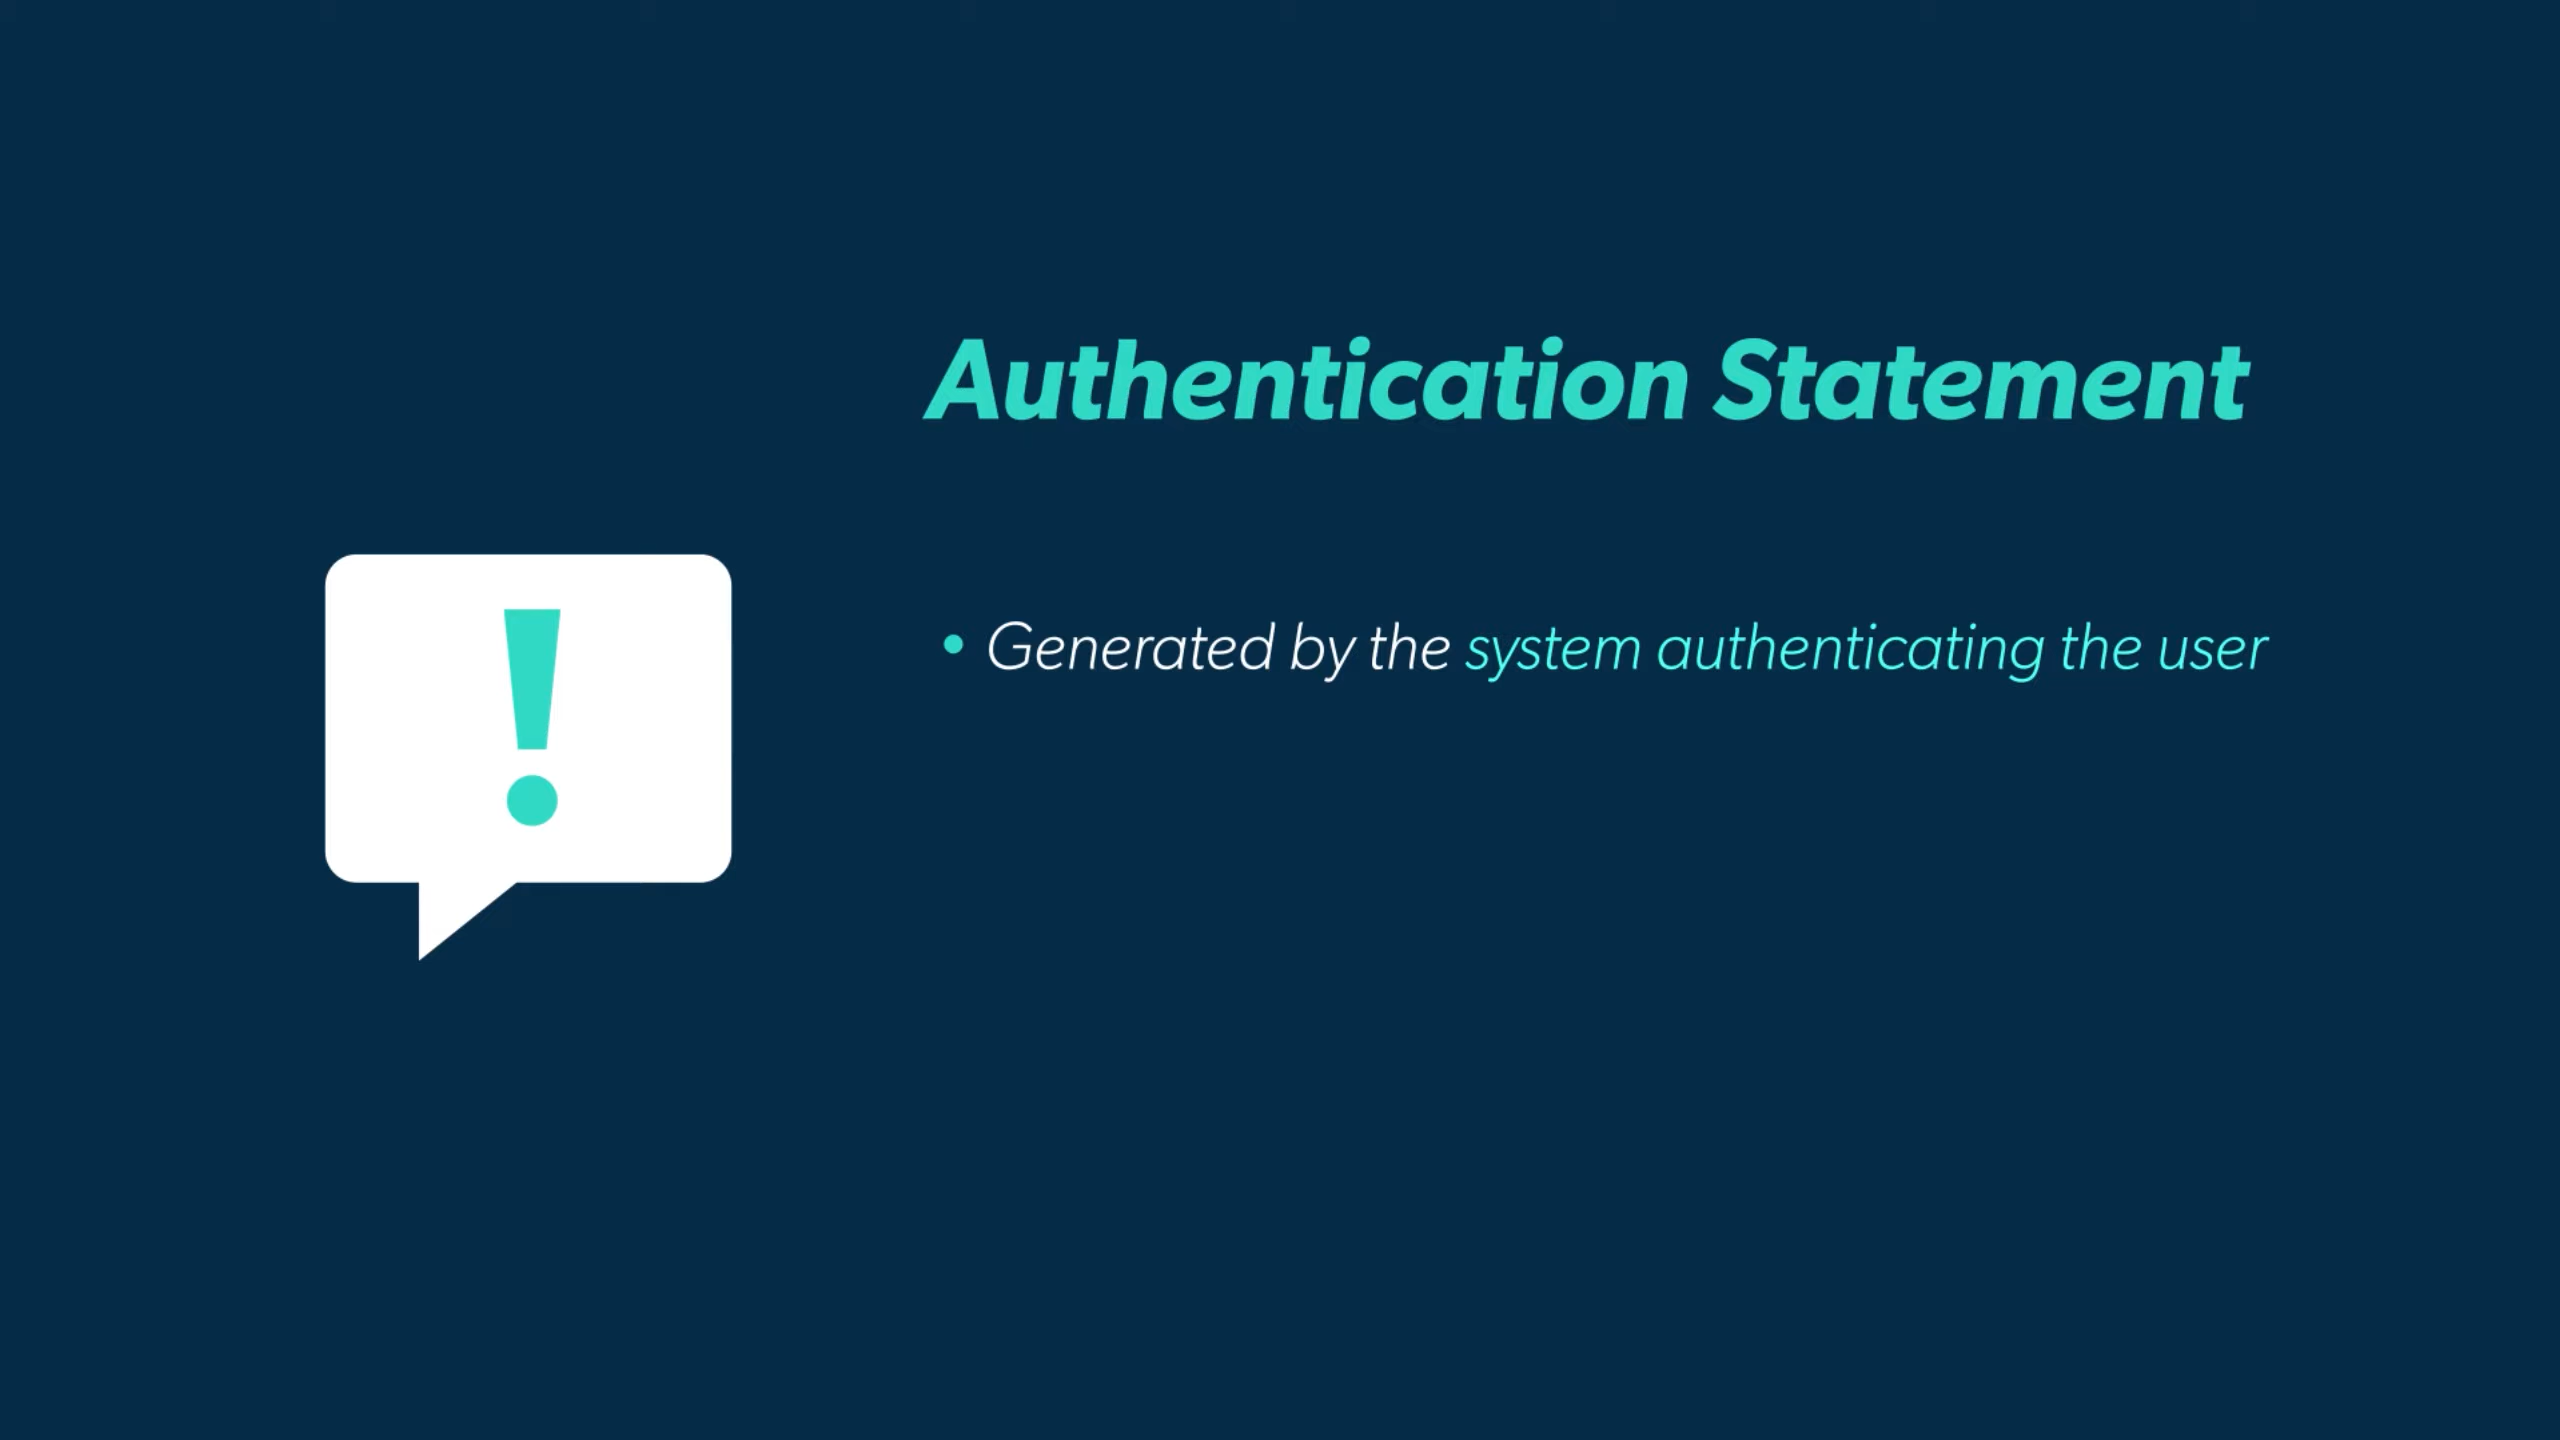 Authentication Statement
• Generated by the system authenticating the user
!